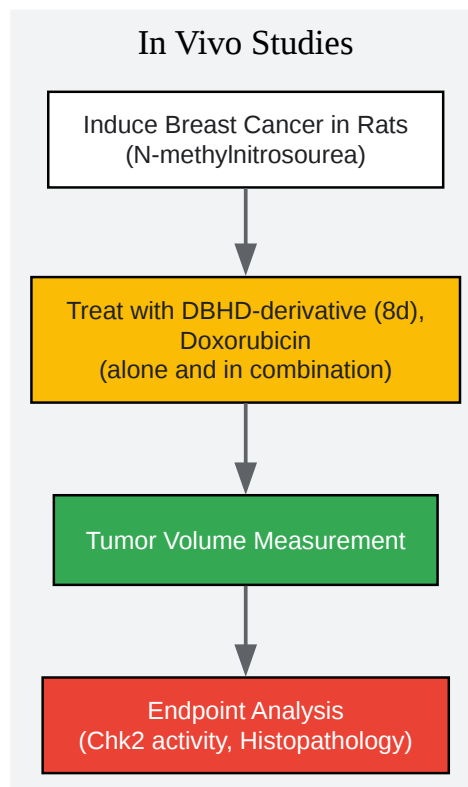 In Vivo Studies
Induce Breast Cancer in Rats
(N-methylnitrosourea)
Treat with DBHD-derivative (8d),
Doxorubicin
(alone and in combination)
Tumor Volume Measurement
Endpoint Analysis
(Chk2 activity, Histopathology)